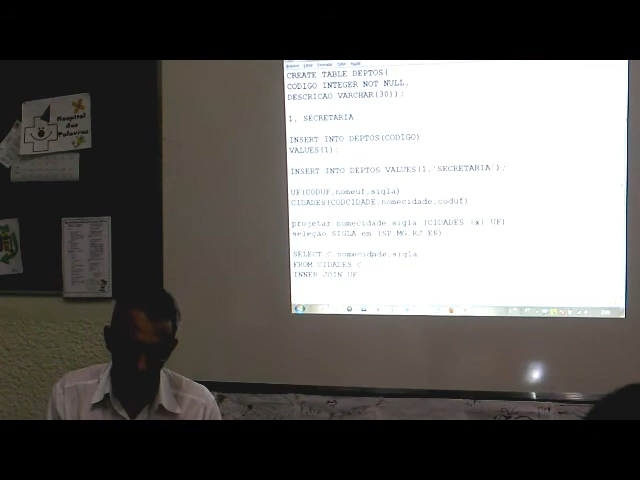 Hospital
das
Palavras
CREATE TABLE DEPTOS(
CODIGO INTEGER NOT NULL,
DESCRICAO VARCHAR(30));
1, SECRETARIA
INSERT INTO DEPTOS(CODIGO)
VALUES(1);
INSERT INTO DEPTOS VALUES(1,'SECRETARIA');
UF(CODUF,nomeuf,sigla)
CIDADES(CODCIDADE,nomecidade,coduf)
projetar nomecidade,sigla (CIDADES |x| UF)
seleção SIGLA em (SP,MG,RJ,ES)
SELECT C.nomecidade,sigla
FROM CIDADES C
INNER JOIN UF